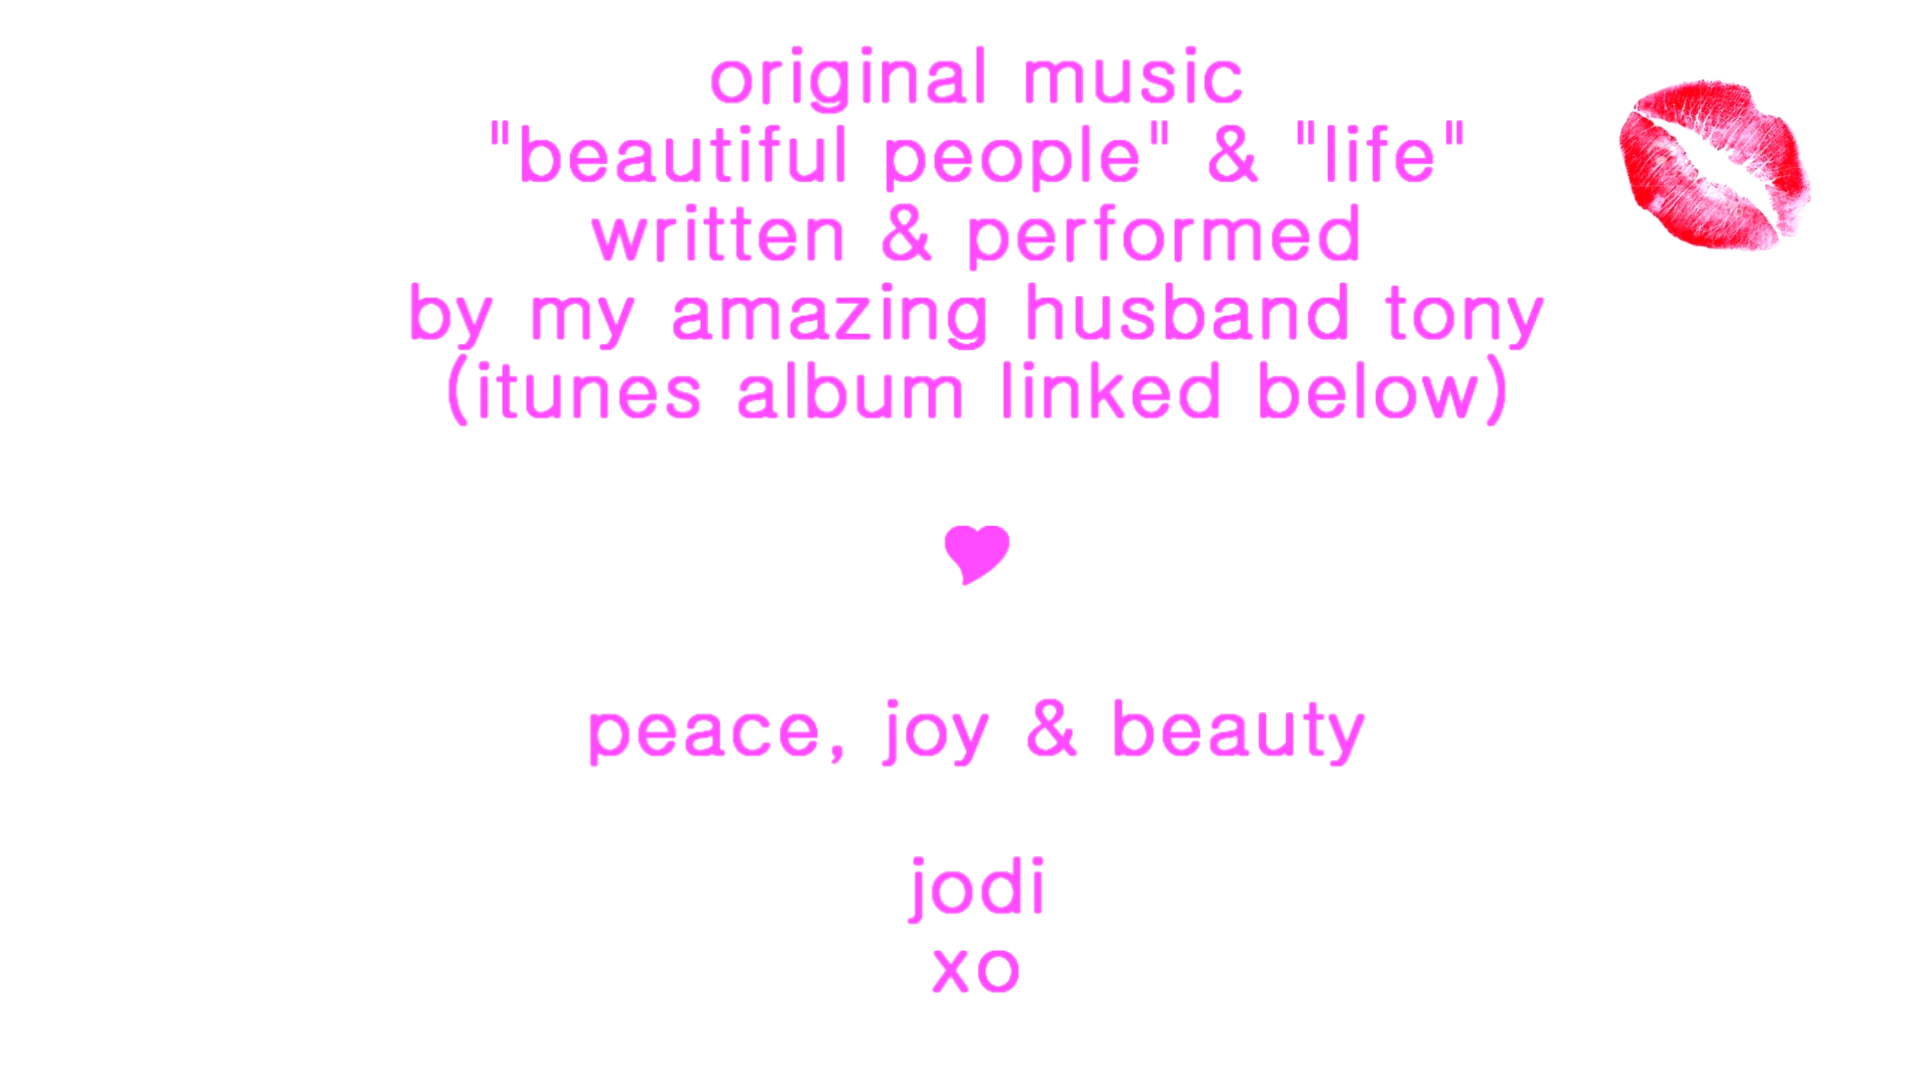 original music
"beautiful people" & "life"
written & performed
by my amazing husband tony
(itunes album linked below)
peace, joy & beauty
jodi
xo